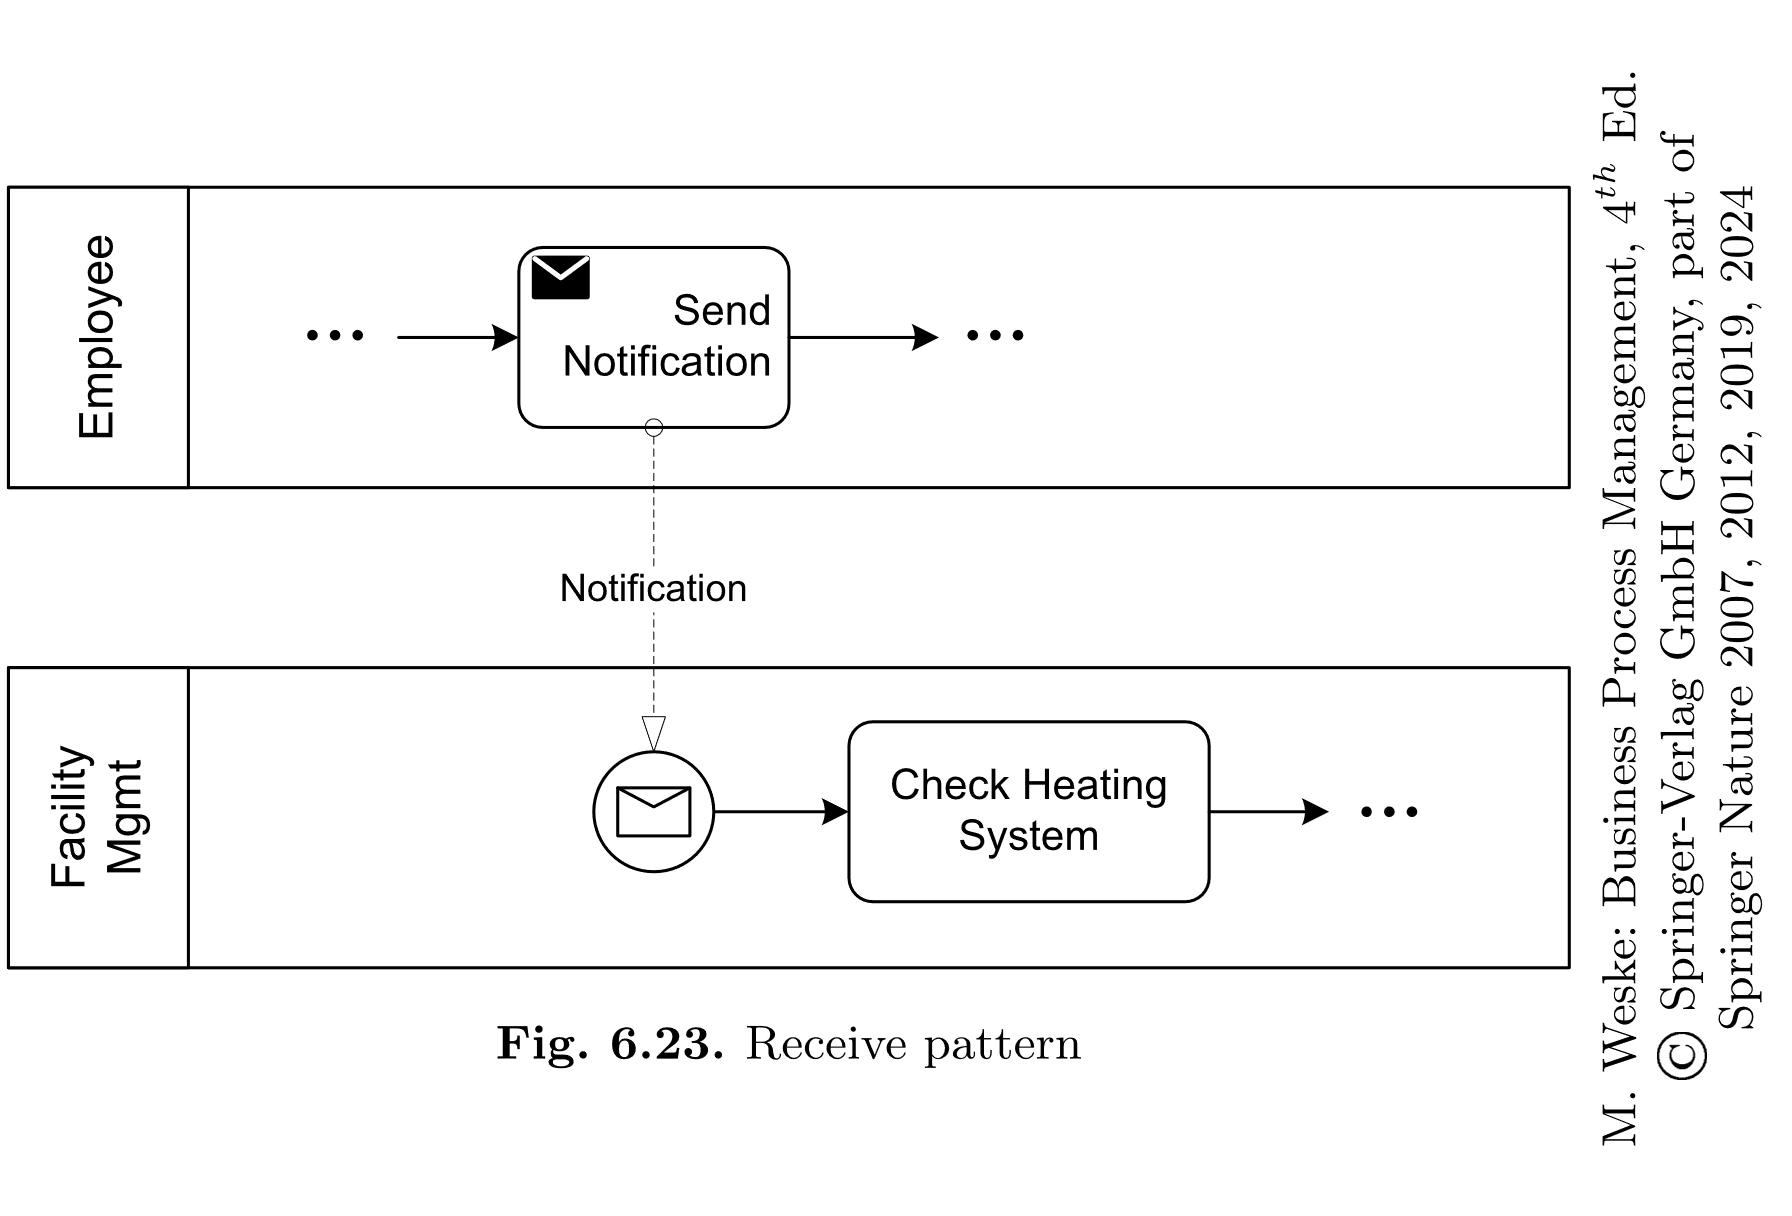 Employee
Send
Notification
Notification
Facility
Mgmt
Check Heating
System
Fig. 6.23. Receive pattern
M. Weske: Business Process Management, 4th Ed.
© Springer-Verlag GmbH Germany, part of
Springer Nature 2007, 2012, 2019, 2024